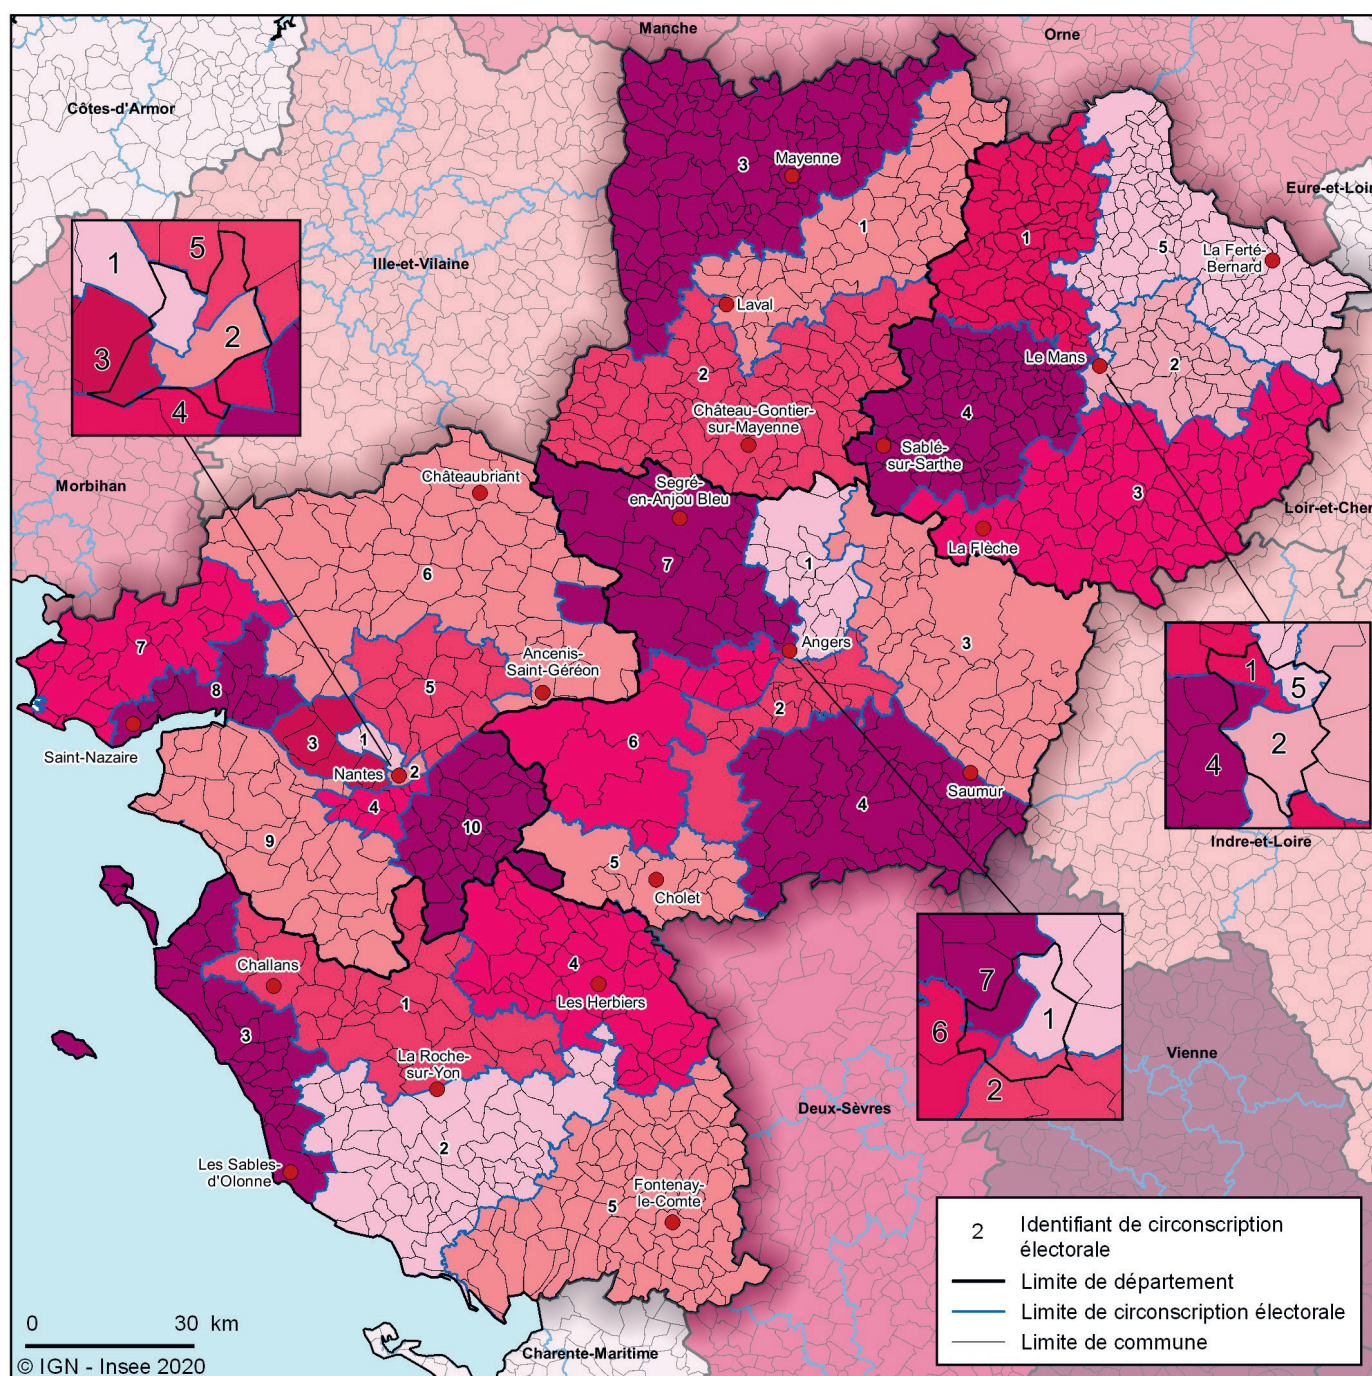 Manche
Orne
Côtes-d'Armor
3
Mayenne
Eure-et-Loir
1
1
5
La Ferté-
Bernard
Ille-et-Vilaine
1
5
2
3
4
Laval
Le Mans
2
2
Château-Gontier-
sur-Mayenne
4
Sablé-
sur-Sarthe
Morbihan
Châteaubriant
Segré-
en-Anjou Bleu
3
Loir-et-Cher
La Flèche
6
7
1
7
8
5
Ancenis-
Saint-Géréon
Angers
3
2
1
5
2
4
Saint-Nazaire
3
1
Nantes
2
4
6
Saumur
4
10
9
5
Cholet
Indre-et-Loire
7
1
6
2
Challans
1
4
Les Herbiers
3
La Roche-
sur-Yon
Vienne
Deux-Sèvres
2
Les Sables-
d'Olonne
5
Fontenay-
le-Comte
2 Identifiant de circonscription
électorale
Limite de département
Limite de circonscription électorale
Limite de commune
0 30 km
Charente-Maritime
© IGN - Insee 2020